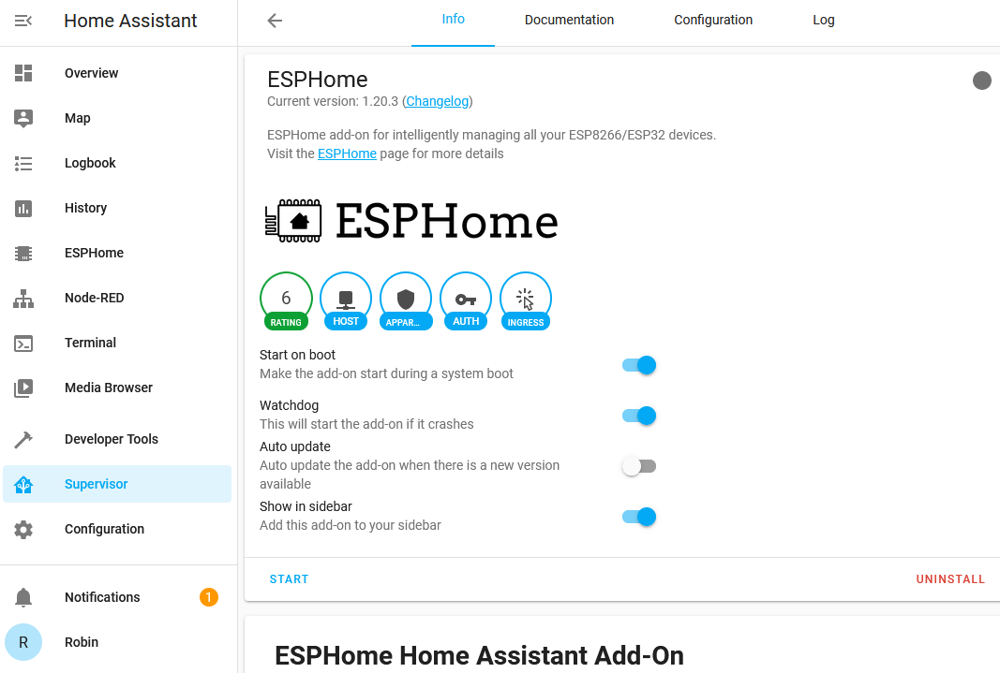 Home Assistant
Overview
Map
Logbook
History
ESPHome
Node-RED
Terminal
Media Browser
Developer Tools
Supervisor
Configuration
Notifications 1
R Robin
Info Documentation Configuration Log
ESPHome
Current version: 1.20.3 (Changelog)
ESPHome add-on for intelligently managing all your ESP8266/ESP32 devices.
Visit the ESPHome page for more details
ESPHome
6
RATING HOST APPAR... AUTH INGRESS
Start on boot
Make the add-on start during a system boot
Watchdog
This will start the add-on if it crashes
Auto update
Auto update the add-on when there is a new version
available
Show in sidebar
Add this add-on to your sidebar
START UNINSTALL
ESPHome Home Assistant Add-On